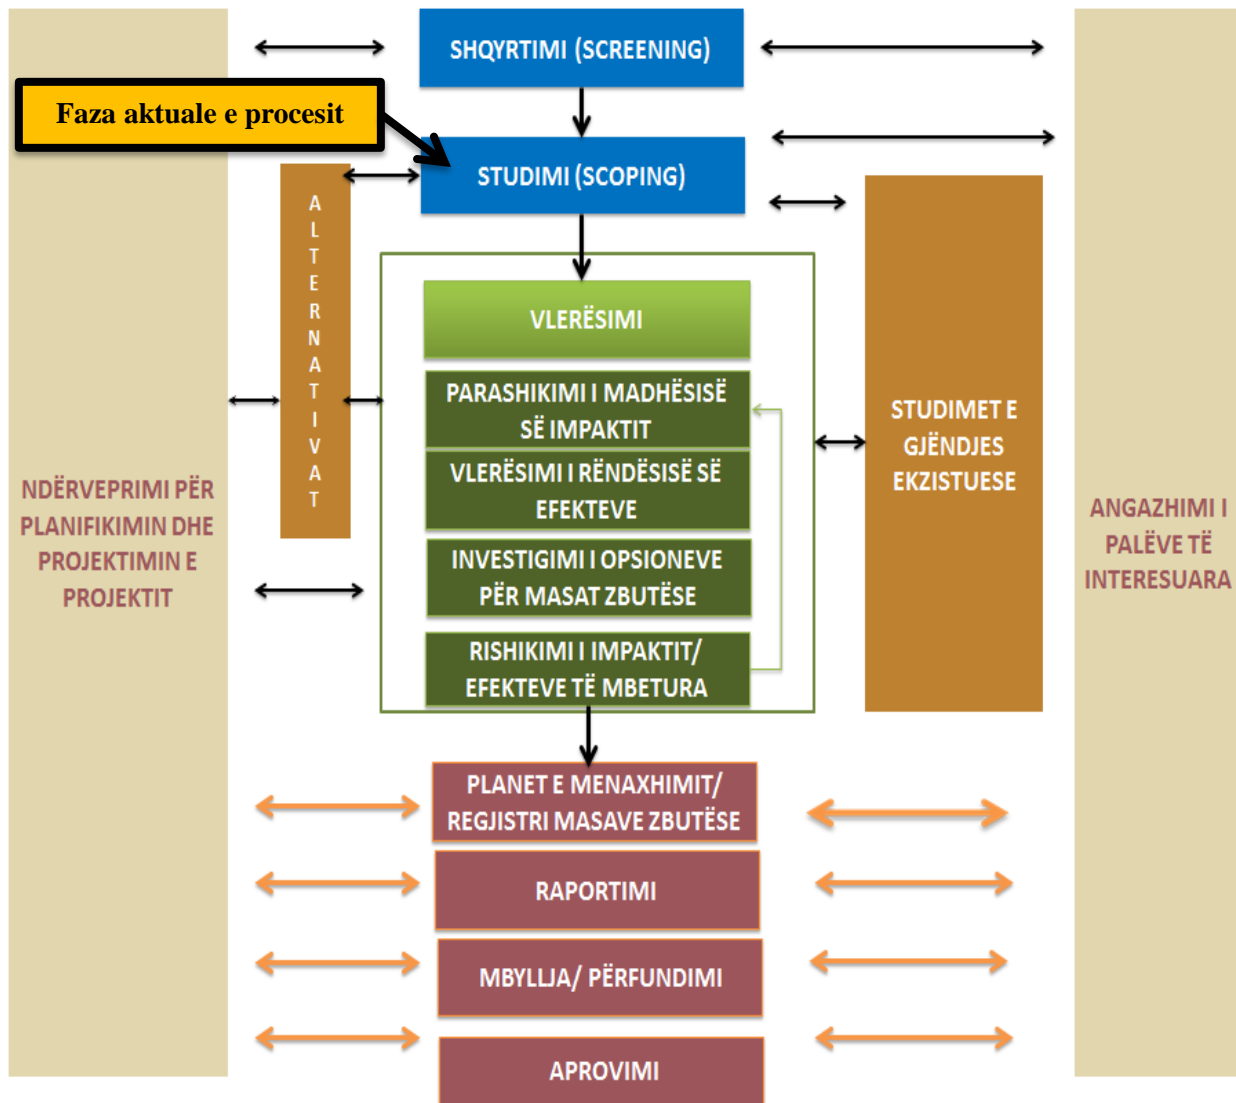 SHQYRTIMI (SCREENING)
Faza aktuale e procesit
STUDIMI (SCOPING)
A
L
T
E
R
N
A
T
I
V
A
T
VLERËSIMI
PARASHIKIMI I MADHËSISË
SË IMPAKTIT
VLERËSIMI I RËNDËSISË SË
EFEKTEVE
INVESTIGIMI I OPSIONEVE
PËR MASAT ZBUTËSE
RISHIKIMI I IMPAKTIT/
EFEKTEVE TË MBETURA
STUDIMET E
GJËNDJES
EKZISTUESE
NDËRVEPRIMI PËR
PLANIFIKIMIN DHE
PROJEKTIMIN E
PROJEKTIT
ANGAZHIMI I
PALËVE TË
INTERESUARA
PLANET E MENAXHIMIT/
REGJISTRI MASAVE ZBUTËSE
RAPORTIMI
MBYLLJA/ PËRFUNDIMI
APROVIMI